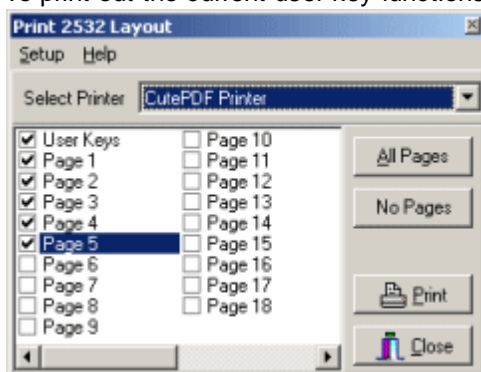 To print out the current user key functions
Print 2532 Layout
Setup Help
Select Printer CutePDF Printer
User Keys
Page 1
Page 2
Page 3
Page 4
Page 5
Page 6
Page 7
Page 8
Page 9
Page 10
Page 11
Page 12
Page 13
Page 14
Page 15
Page 16
Page 17
Page 18
All Pages
No Pages
Print
Close